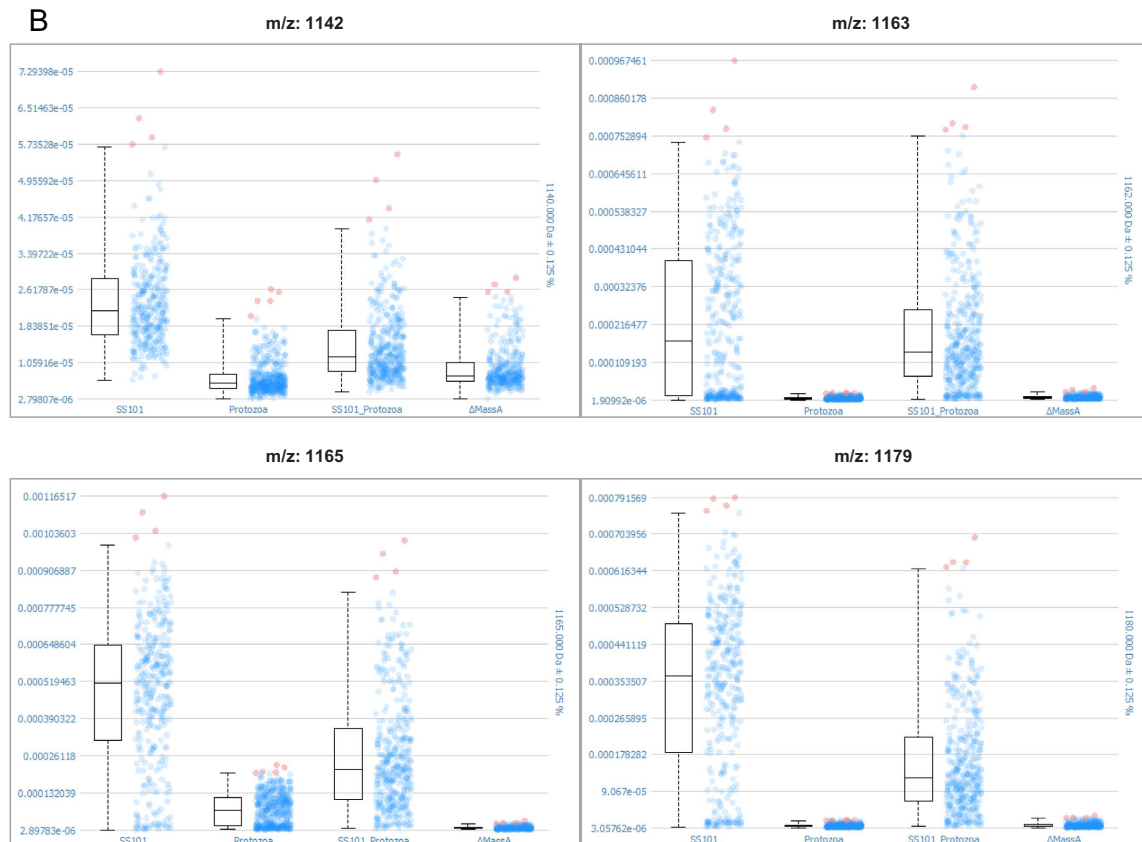 B
m/z: 1142
m/z: 1163
7.29398e-05
6.51463e-05
5.73528e-05
4.95592e-05
4.17657e-05
3.39722e-05
2.61787e-05
1.83851e-05
1.05916e-05
2.79807e-06
SS101
Protozoa
SS101_Protozoa
ΔMassA
1140.000 Da ± 0.125 %
0.000967461
0.000860178
0.000752894
0.000645611
0.000538327
0.000431044
0.00032376
0.000216477
0.000109193
1.90992e-06
SS101
Protozoa
SS101_Protozoa
ΔMassA
1162.000 Da ± 0.125 %
m/z: 1165
m/z: 1179
0.00116517
0.00103603
0.000906887
0.000777745
0.000648604
0.000519463
0.000390322
0.00026118
0.000132039
2.89783e-06
SS101
Protozoa
SS101_Protozoa
ΔMassA
1165.000 Da ± 0.125 %
0.000791569
0.000703956
0.000616344
0.000528732
0.000441119
0.000353507
0.000265895
0.000178282
9.067e-05
3.05762e-06
SS101
Protozoa
SS101_Protozoa
ΔMassA
1180.000 Da ± 0.125 %